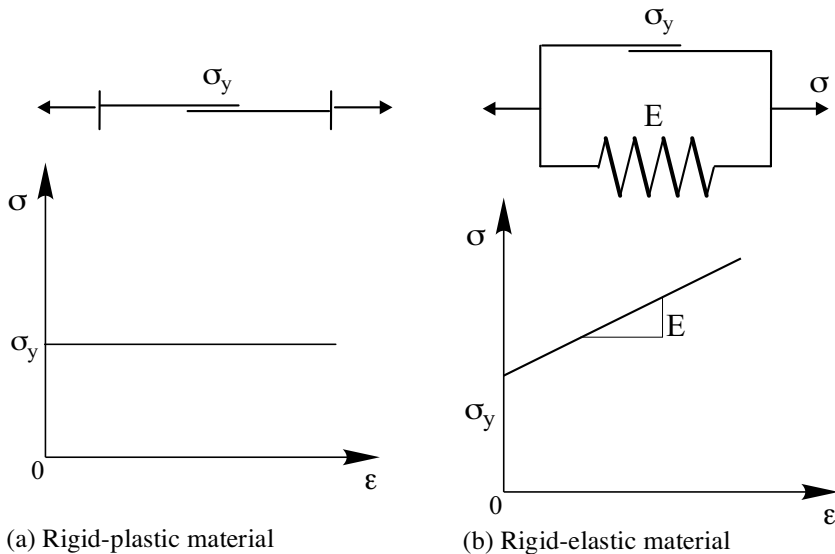 σy
σy
σ
E
σ
σy
0
ε
σ
E
σy
0
ε
(a) Rigid-plastic material
(b) Rigid-elastic material